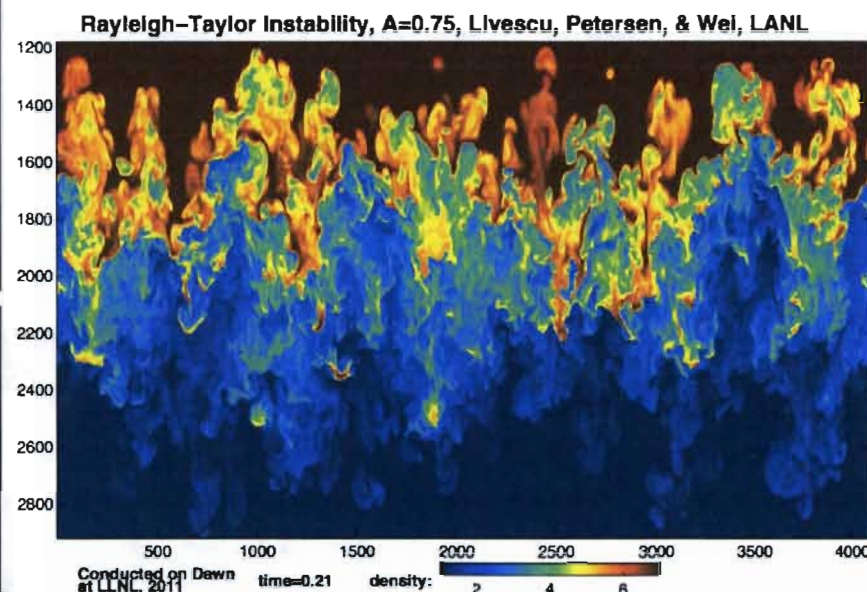 Rayleigh–Taylor Instability, A=0.75, Livescu, Petersen, & Wei, LANL
1200
1400
1600
1800
2000
2200
2400
2600
2800
500 1000 1500 2000 2500 3000 3500 4000
Conducted on Dawn
at LLNL, 2011
time=0.21
density:
2 4 6